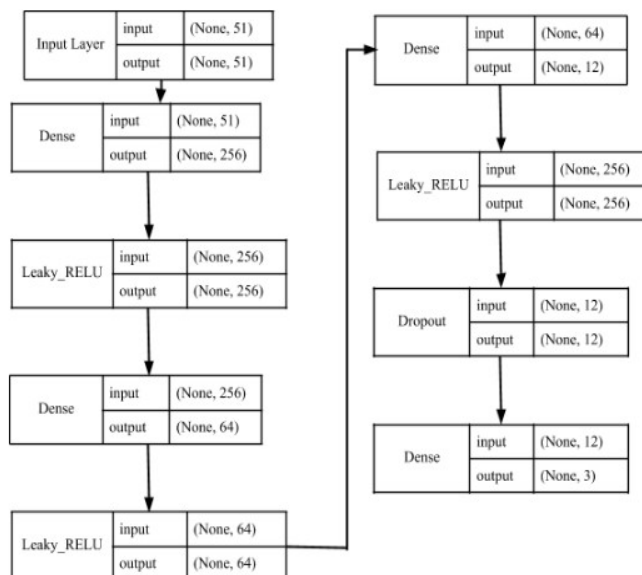 Input Layer
input (None, 51)
output (None, 51)
Dense
input (None, 51)
output (None, 256)
Leaky_RELU
input (None, 256)
output (None, 256)
Dense
input (None, 256)
output (None, 64)
Leaky_RELU
input (None, 64)
output (None, 64)
Dense
input (None, 64)
output (None, 12)
Leaky_RELU
input (None, 256)
output (None, 256)
Dropout
input (None, 12)
output (None, 12)
Dense
input (None, 12)
output (None, 3)